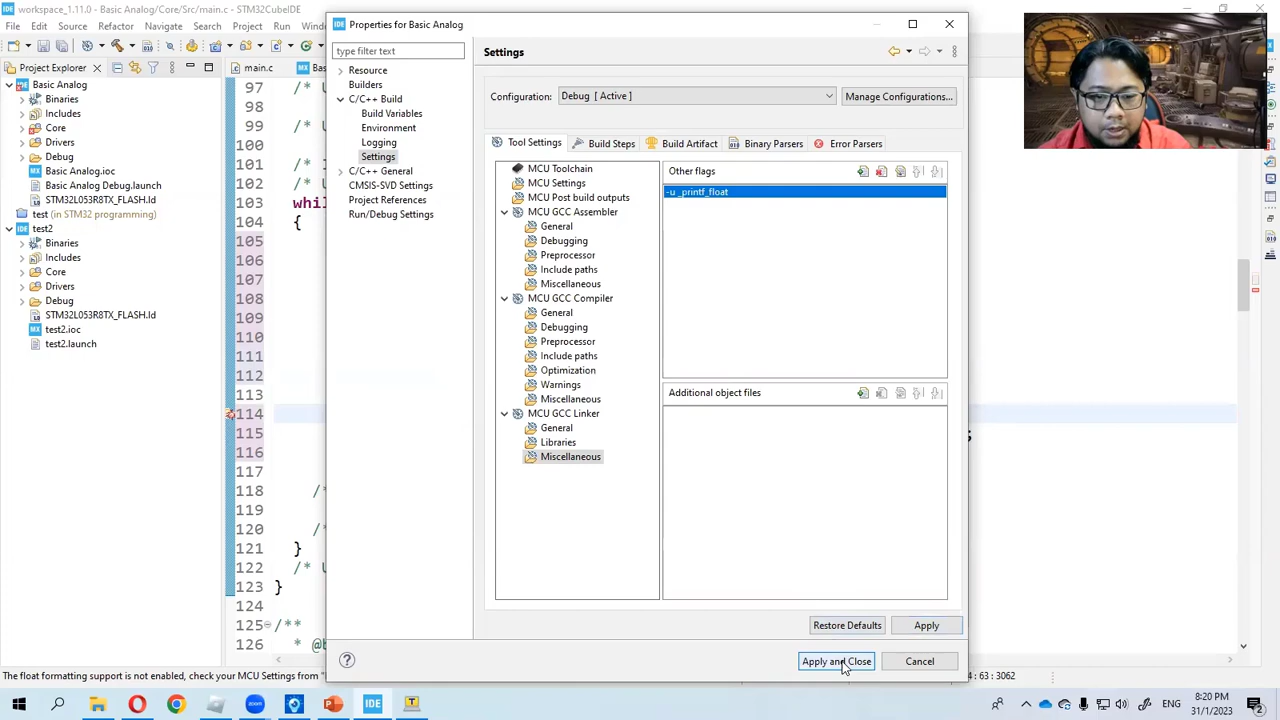 workspace_1.11.0 - Basic Analog/Core/Src/main.c - STM32CubeIDE
File Edit Source Refactor Navigate Search Project Run Windo
Project Explorer
main.c
Basic Analog
Binaries
Includes
Core
Drivers
Debug
Basic Analog.ioc
Basic Analog Debug.launch
STM32L053R8TX_FLASH.ld
test (in STM32 programming)
test2
Binaries
Includes
Core
Drivers
Debug
STM32L053R8TX_FLASH.ld
test2.ioc
test2.launch
97 /* U
98
99 /* U
100
101 /* I
102 /* U
103 whil
104 {
105
106
107
108
109
110
111
112
113
114
115
116
117
118 /*
119
120 /*
121 }
122 /* U
123 }
124
125 /**
126 * @b
IDE Properties for Basic Analog
type filter text
Resource
Builders
C/C++ Build
Build Variables
Environment
Logging
Settings
C/C++ General
CMSIS-SVD Settings
Project References
Run/Debug Settings
Settings
Configuration: Debug [ Active ] Manage Configurations...
Tool Settings Build Steps Build Artifact Binary Parsers Error Parsers
MCU Toolchain
MCU Settings
MCU Post build outputs
MCU GCC Assembler
General
Debugging
Preprocessor
Include paths
Miscellaneous
MCU GCC Compiler
General
Debugging
Preprocessor
Include paths
Optimization
Warnings
Miscellaneous
MCU GCC Linker
General
Libraries
Miscellaneous
Other flags
-u _printf_float
Additional object files
Restore Defaults Apply
Apply and Close Cancel
The float formatting support is not enabled, check your MCU Settings from "
4 : 63 : 3062
ENG
8:20 PM
31/1/2023